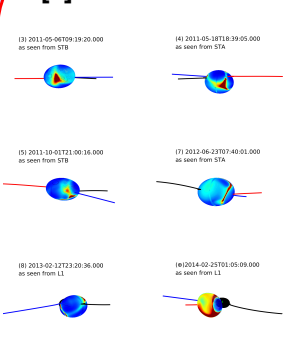 (3) 2011-05-06T09:19:20.000
as seen from STB
(4) 2011-05-18T18:39:05.000
as seen from STA
(5) 2011-10-01T21:00:16.000
as seen from STB
(7) 2012-06-23T07:40:01.000
as seen from STA
(8) 2013-02-12T23:20:36.000
as seen from L1
2014-02-25T01:05:09.000
as seen from L1